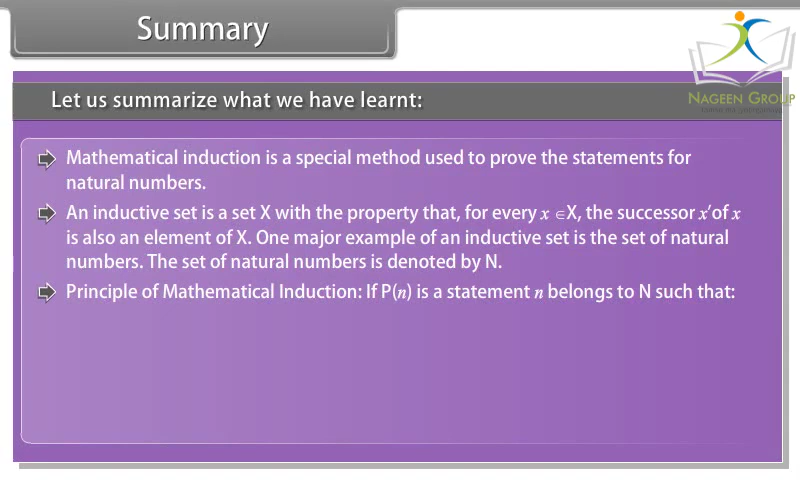 Summary
NAGEEN GROUP
Let us summarize what we have learnt:
Mathematical induction is a special method used to prove the statements for
natural numbers.
An inductive set is a set X with the property that, for every x ∈X, the successor x′of x
is also an element of X. One major example of an inductive set is the set of natural
numbers. The set of natural numbers is denoted by N.
Principle of Mathematical Induction: If P(n) is a statement n belongs to N such that: